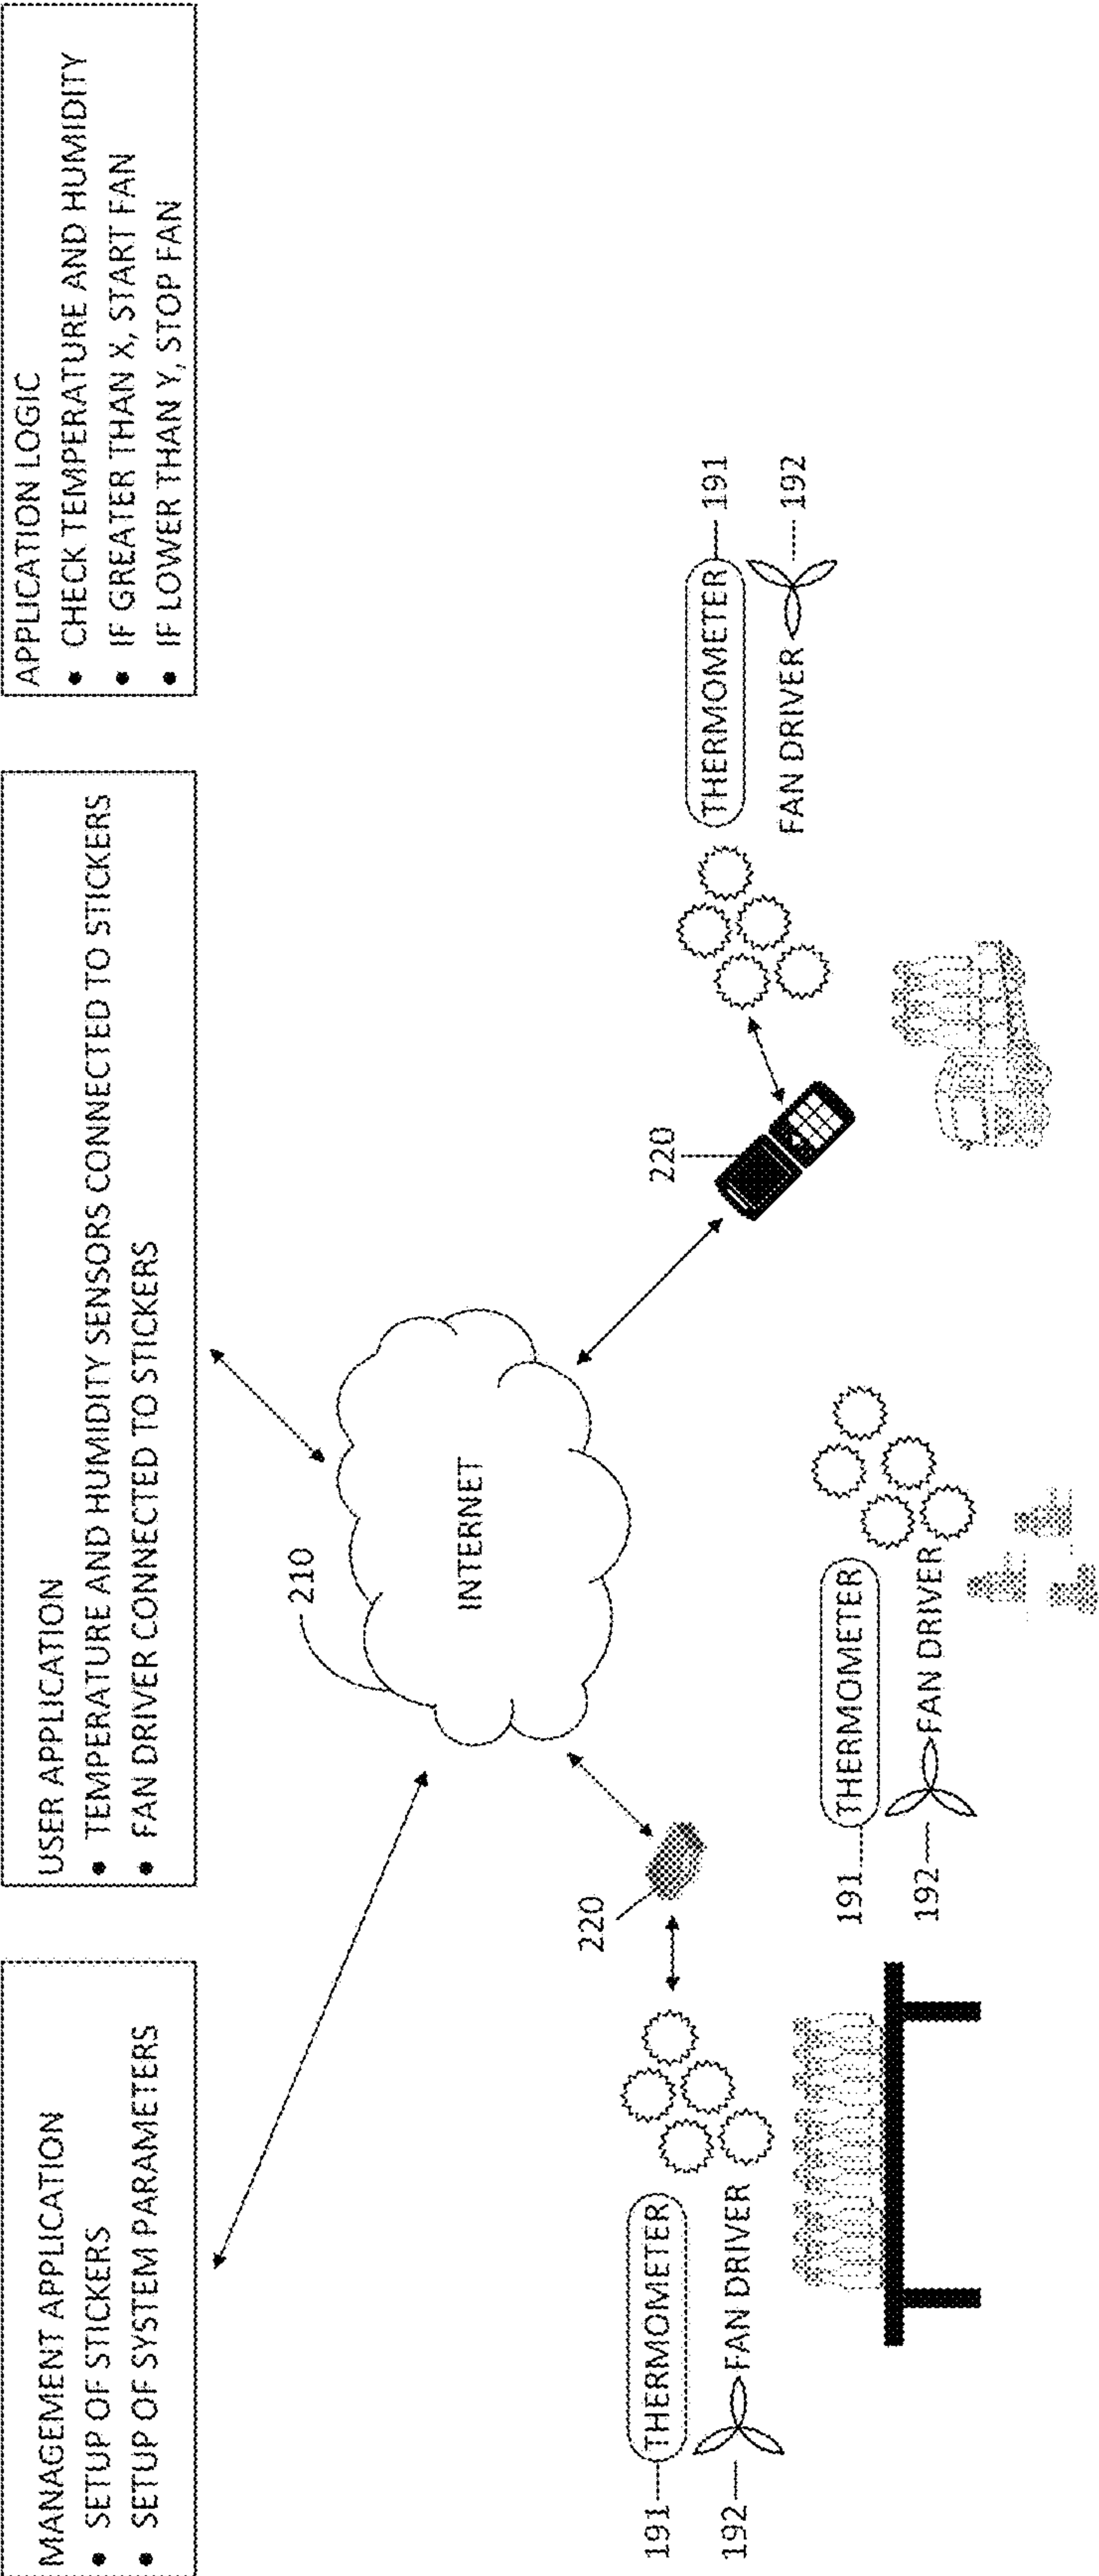 MANAGEMENT APPLICATION
• SETUP OF STICKERS
• SETUP OF SYSTEM PARAMETERS
USER APPLICATION
• TEMPERATURE AND HUMIDITY SENSORS CONNECTED TO STICKERS
• FAN DRIVER CONNECTED TO STICKERS
APPLICATION LOGIC
• CHECK TEMPERATURE AND HUMIDITY
• IF GREATER THAN X, START FAN
• IF LOWER THAN Y, STOP FAN
210
INTERNET
220
220
191
THERMOMETER
192
FAN DRIVER
191
THERMOMETER
192
FAN DRIVER
THERMOMETER
191
FAN DRIVER
192